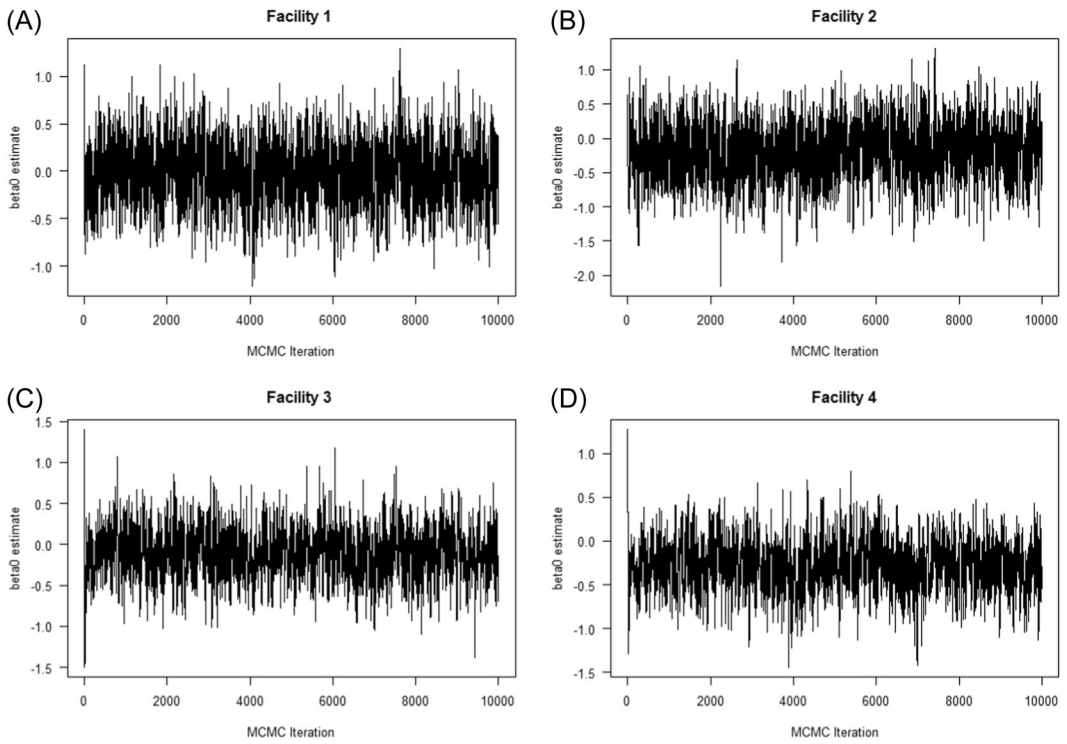 (A)
Facility 1
beta0 estimate
1.0
0.5
0.0
-0.5
-1.0
0 2000 4000 6000 8000 10000
MCMC Iteration
(B)
Facility 2
beta0 estimate
1.0
0.5
0.0
-0.5
-1.0
-1.5
-2.0
0 2000 4000 6000 8000 10000
MCMC Iteration
(C)
Facility 3
beta0 estimate
1.5
1.0
0.5
0.0
-0.5
-1.0
-1.5
0 2000 4000 6000 8000 10000
MCMC Iteration
(D)
Facility 4
beta0 estimate
1.0
0.5
0.0
-0.5
-1.0
-1.5
0 2000 4000 6000 8000 10000
MCMC Iteration